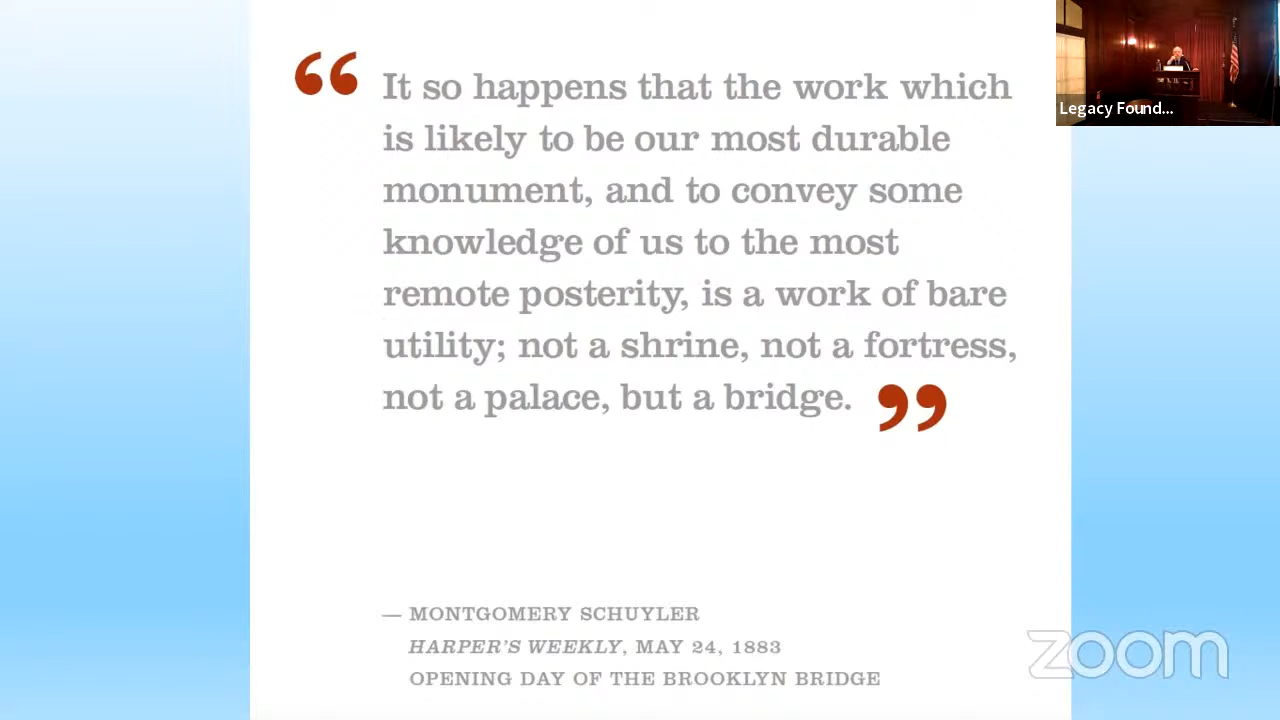 “ It so happens that the work which
is likely to be our most durable
monument, and to convey some
knowledge of us to the most
remote posterity, is a work of bare
utility; not a shrine, not a fortress,
not a palace, but a bridge. ”
— MONTGOMERY SCHUYLER
HARPER’S WEEKLY, MAY 24, 1883
OPENING DAY OF THE BROOKLYN BRIDGE
Legacy Found...
zoom